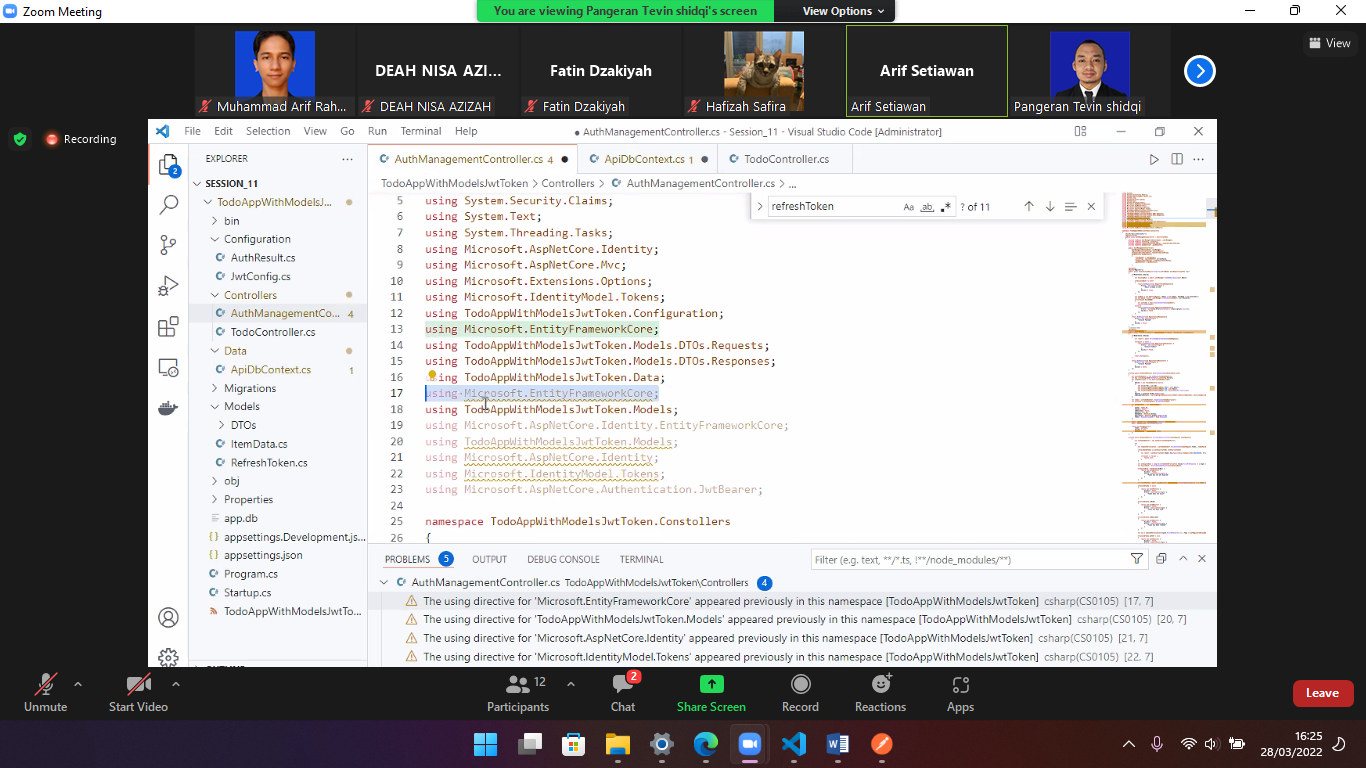 Zoom Meeting
You are viewing Pangeran Tevin shidqi's screen
View Options
View
DEAH NISA AZI...
Fatin Dzakiyah
Arif Setiawan
Muhammad Arif Rah...
DEAH NISA AZIZAH
Fatin Dzakiyah
Hafizah Safira
Arif Setiawan
Pangeran Tevin shidqi
Recording
File Edit Selection View Go Run Terminal Help
● AuthManagementController.cs - Session_11 - Visual Studio Code [Administrator]
EXPLORER
AuthManagementController.cs 4
ApiDbContext.cs 1
TodoController.cs
TodoAppWithModelsJwtToken > Controllers > AuthManagementController.cs > ...
refreshToken
Aa ab .*
? of 11
2
SESSION_11
TodoAppWithModelsJ...
bin
Configuration
AuthResult.cs
JwtConfig.cs
Controllers
AuthManagementCo... 4
TodoController.cs
Data
ApiDbContext.cs 1
Migrations
Models
DTOs
ItemData.cs
RefreshToken.cs
obj
Properties
app.db
appsettings.Development.js...
appsettings.json
Program.cs
Startup.cs
TodoAppWithModelsJwtTo...
5 using System.Security.Claims;
6 using System.Text;
7 using System.Threading.Tasks;
8 using Microsoft.AspNetCore.Identity;
9 using Microsoft.AspNetCore.Mvc;
10 using Microsoft.Extensions.Options;
11 using Microsoft.IdentityModel.Tokens;
12 using TodoAppWithModelsJwtToken.Configuration;
13 using Microsoft.EntityFrameworkCore;
14 using TodoAppWithModelsJwtToken.Models.DTOs.Requests;
15 using TodoAppWithModelsJwtToken.Models.DTOs.Responses;
16 using TodoAppWithModelsJwtToken.Data;
17 using Microsoft.EntityFrameworkCore;
18 using TodoAppWithModelsJwtToken.Models;
19 using Microsoft.AspNetCore.Identity.EntityFrameworkCore;
20 using TodoAppWithModelsJwtToken.Models;
21 using Microsoft.AspNetCore.Identity;
22 using Microsoft.IdentityModel.Tokens;
23 using Microsoft.AspNetCore.Authentication.JwtBearer;
24
25 namespace TodoAppWithModelsJwtToken.Constollers
26 {
PROBLEMS 5 OUTPUT DEBUG CONSOLE TERMINAL
Filter (e.g. text, **/*.ts, !**/node_modules/**)
AuthManagementController.cs TodoAppWithModelsJwtToken\Controllers 4
The using directive for 'Microsoft.EntityFrameworkCore' appeared previously in this namespace [TodoAppWithModelsJwtToken] csharp(CS0105) [17, 7]
The using directive for 'TodoAppWithModelsJwtToken.Models' appeared previously in this namespace [TodoAppWithModelsJwtToken] csharp(CS0105) [20, 7]
The using directive for 'Microsoft.AspNetCore.Identity' appeared previously in this namespace [TodoAppWithModelsJwtToken] csharp(CS0105) [21, 7]
The using directive for 'Microsoft.IdentityModel.Tokens' appeared previously in this namespace [TodoAppWithModelsJwtToken] csharp(CS0105) [22, 7]
Unmute
Start Video
12
Participants
2
Chat
Share Screen
Record
Reactions
Apps
Leave
16:25
28/03/2022